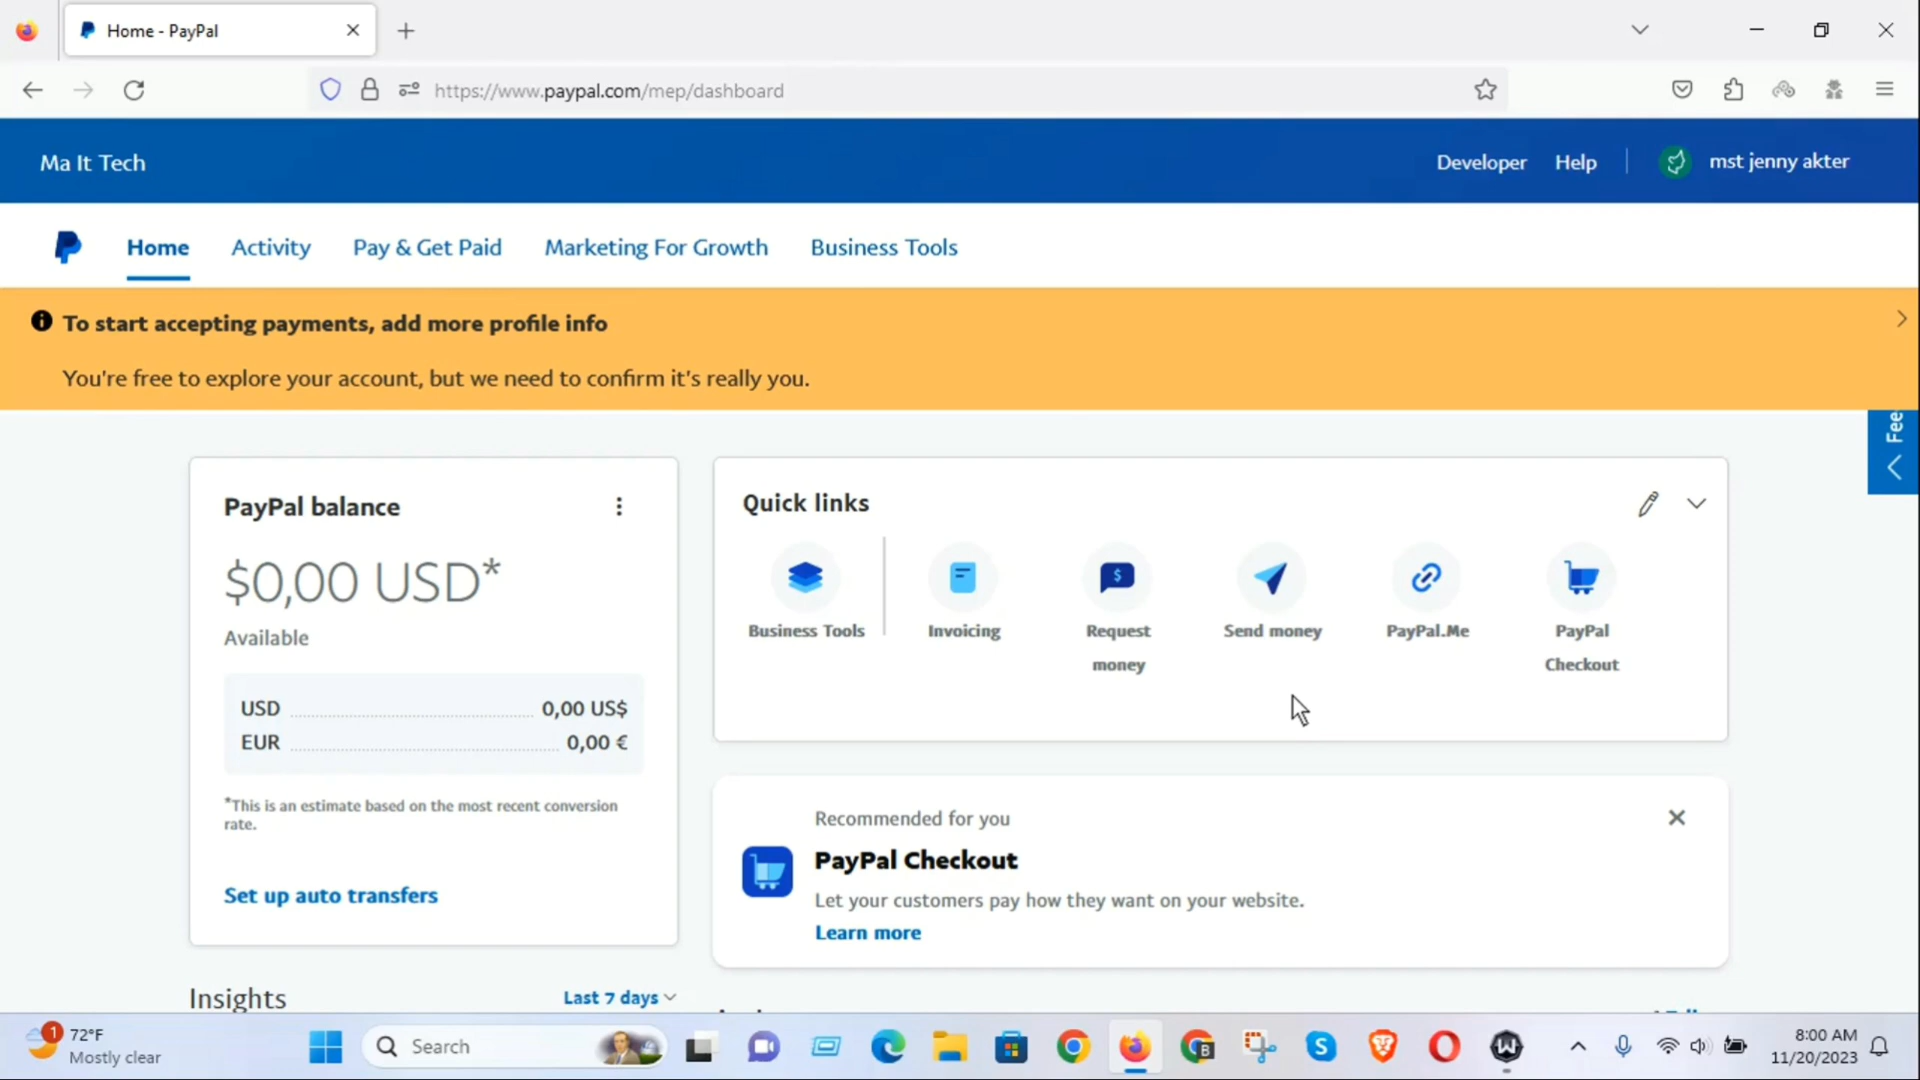 Home - PayPal
https://www.paypal.com/mep/dashboard
Ma It Tech
Developer
Help
mst jenny akter
Home
Activity
Pay & Get Paid
Marketing For Growth
Business Tools
To start accepting payments, add more profile info
You're free to explore your account, but we need to confirm it's really you.
Fee
PayPal balance
$0,00 USD*
Available
USD 0,00 US$
EUR 0,00 €
*This is an estimate based on the most recent conversion
rate.
Set up auto transfers
Quick links
Business Tools
Invoicing
Request
money
Send money
PayPal.Me
PayPal
Checkout
Recommended for you
PayPal Checkout
Let your customers pay how they want on your website.
Learn more
Insights
Last 7 days
1
72°F
Mostly clear
Search
B
8:00 AM
11/20/2023